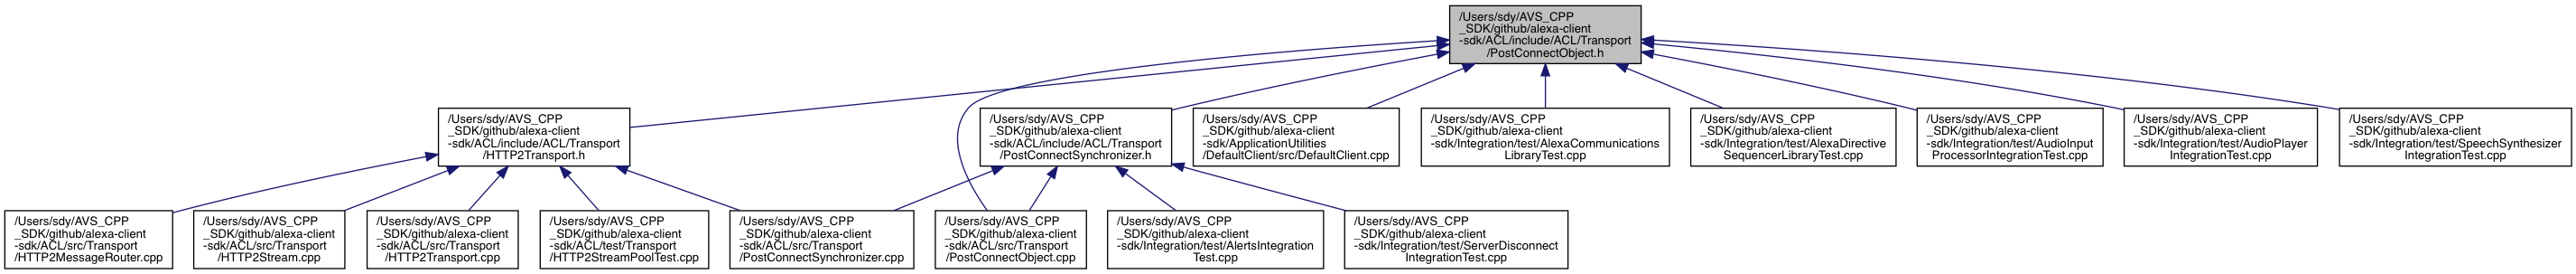 /Users/sdy/AVS_CPP
_SDK/github/alexa-client
-sdk/ACL/include/ACL/Transport
/PostConnectObject.h
/Users/sdy/AVS_CPP
_SDK/github/alexa-client
-sdk/ACL/include/ACL/Transport
/HTTP2Transport.h
/Users/sdy/AVS_CPP
_SDK/github/alexa-client
-sdk/ACL/include/ACL/Transport
/PostConnectSynchronizer.h
/Users/sdy/AVS_CPP
_SDK/github/alexa-client
-sdk/ApplicationUtilities
/DefaultClient/src/DefaultClient.cpp
/Users/sdy/AVS_CPP
_SDK/github/alexa-client
-sdk/Integration/test/AlexaCommunications
LibraryTest.cpp
/Users/sdy/AVS_CPP
_SDK/github/alexa-client
-sdk/Integration/test/AlexaDirective
SequencerLibraryTest.cpp
/Users/sdy/AVS_CPP
_SDK/github/alexa-client
-sdk/Integration/test/AudioInput
ProcessorIntegrationTest.cpp
/Users/sdy/AVS_CPP
_SDK/github/alexa-client
-sdk/Integration/test/AudioPlayer
IntegrationTest.cpp
/Users/sdy/AVS_CPP
_SDK/github/alexa-client
-sdk/Integration/test/SpeechSynthesizer
IntegrationTest.cpp
/Users/sdy/AVS_CPP
_SDK/github/alexa-client
-sdk/ACL/src/Transport
/HTTP2MessageRouter.cpp
/Users/sdy/AVS_CPP
_SDK/github/alexa-client
-sdk/ACL/src/Transport
/HTTP2Stream.cpp
/Users/sdy/AVS_CPP
_SDK/github/alexa-client
-sdk/ACL/src/Transport
/HTTP2Transport.cpp
/Users/sdy/AVS_CPP
_SDK/github/alexa-client
-sdk/ACL/test/Transport
/HTTP2StreamPoolTest.cpp
/Users/sdy/AVS_CPP
_SDK/github/alexa-client
-sdk/ACL/src/Transport
/PostConnectSynchronizer.cpp
/Users/sdy/AVS_CPP
_SDK/github/alexa-client
-sdk/ACL/src/Transport
/PostConnectObject.cpp
/Users/sdy/AVS_CPP
_SDK/github/alexa-client
-sdk/Integration/test/AlertsIntegration
Test.cpp
/Users/sdy/AVS_CPP
_SDK/github/alexa-client
-sdk/Integration/test/ServerDisconnect
IntegrationTest.cpp